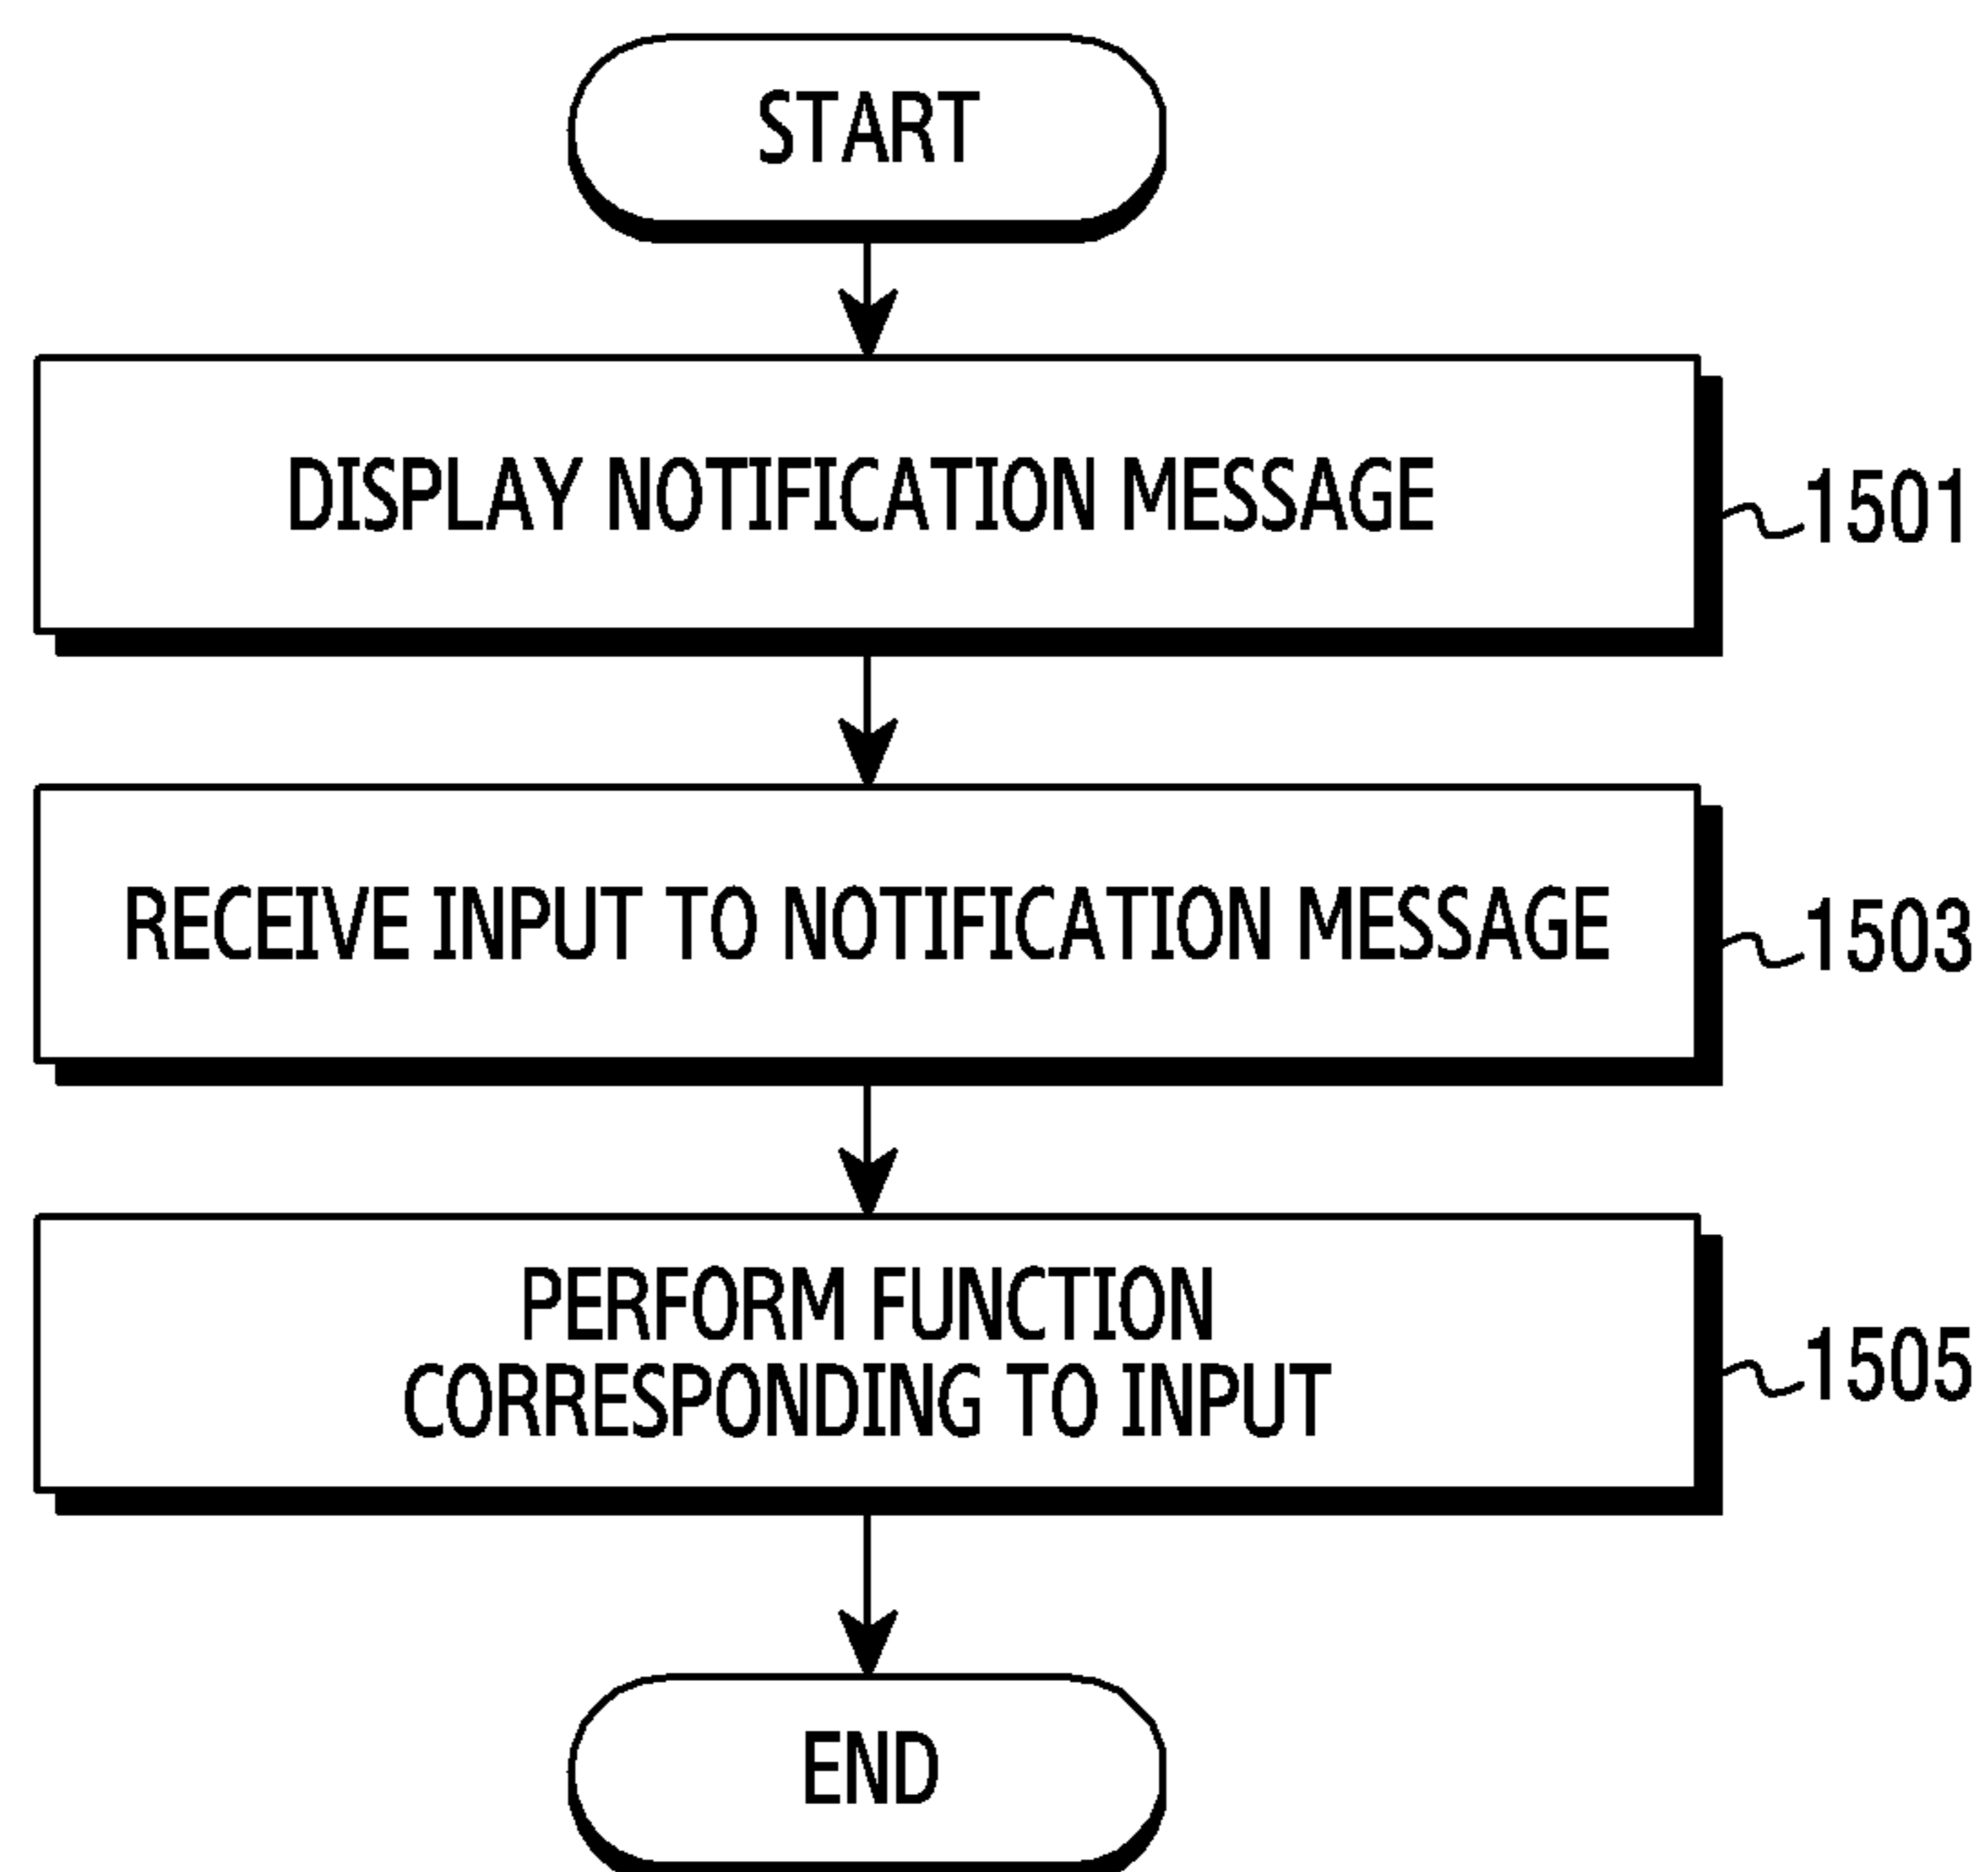 START
DISPLAY NOTIFICATION MESSAGE
1501
RECEIVE INPUT TO NOTIFICATION MESSAGE
1503
PERFORM FUNCTION
CORRESPONDING TO INPUT
1505
END